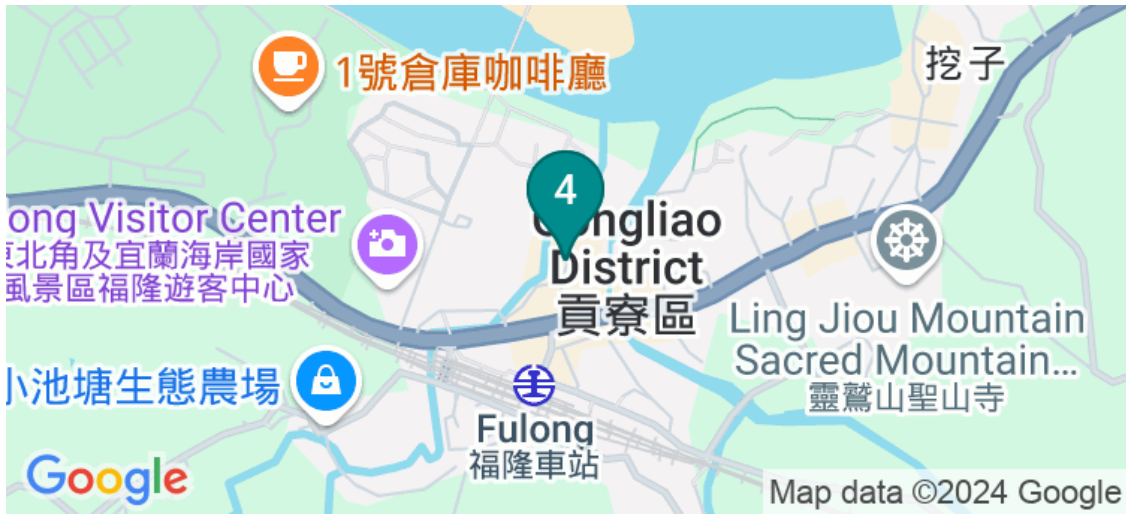 1號倉庫咖啡廳
挖子
4
ong Visitor Center
東北角及宜蘭海岸國家
風景區福隆遊客中心
Gongliao
District
貢寮區
Ling Jiou Mountain
Sacred Mountain...
靈鷲山聖山寺
小池塘生態農場
Fulong
福隆車站
Google
Map data ©2024 Google